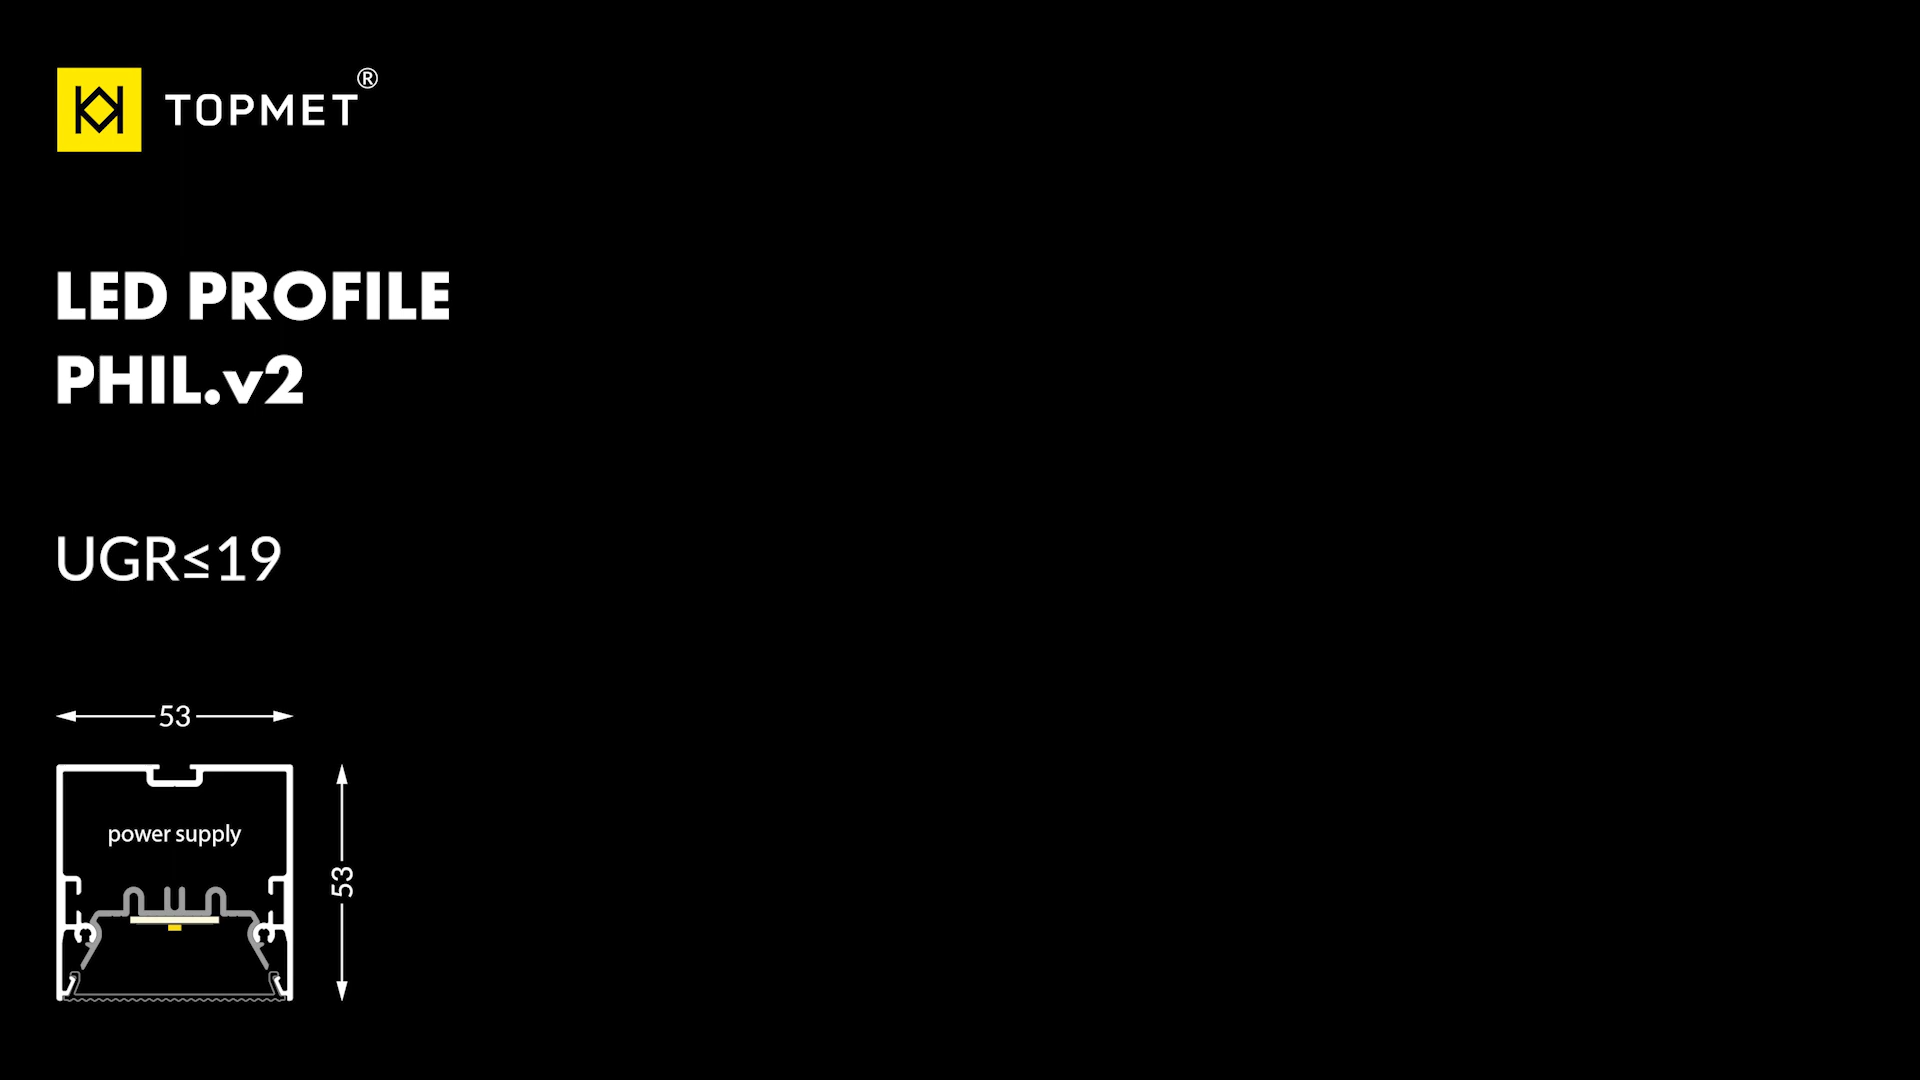 TOPMET®
LED PROFILE
PHIL.v2
UGR≤19
53
power supply
53